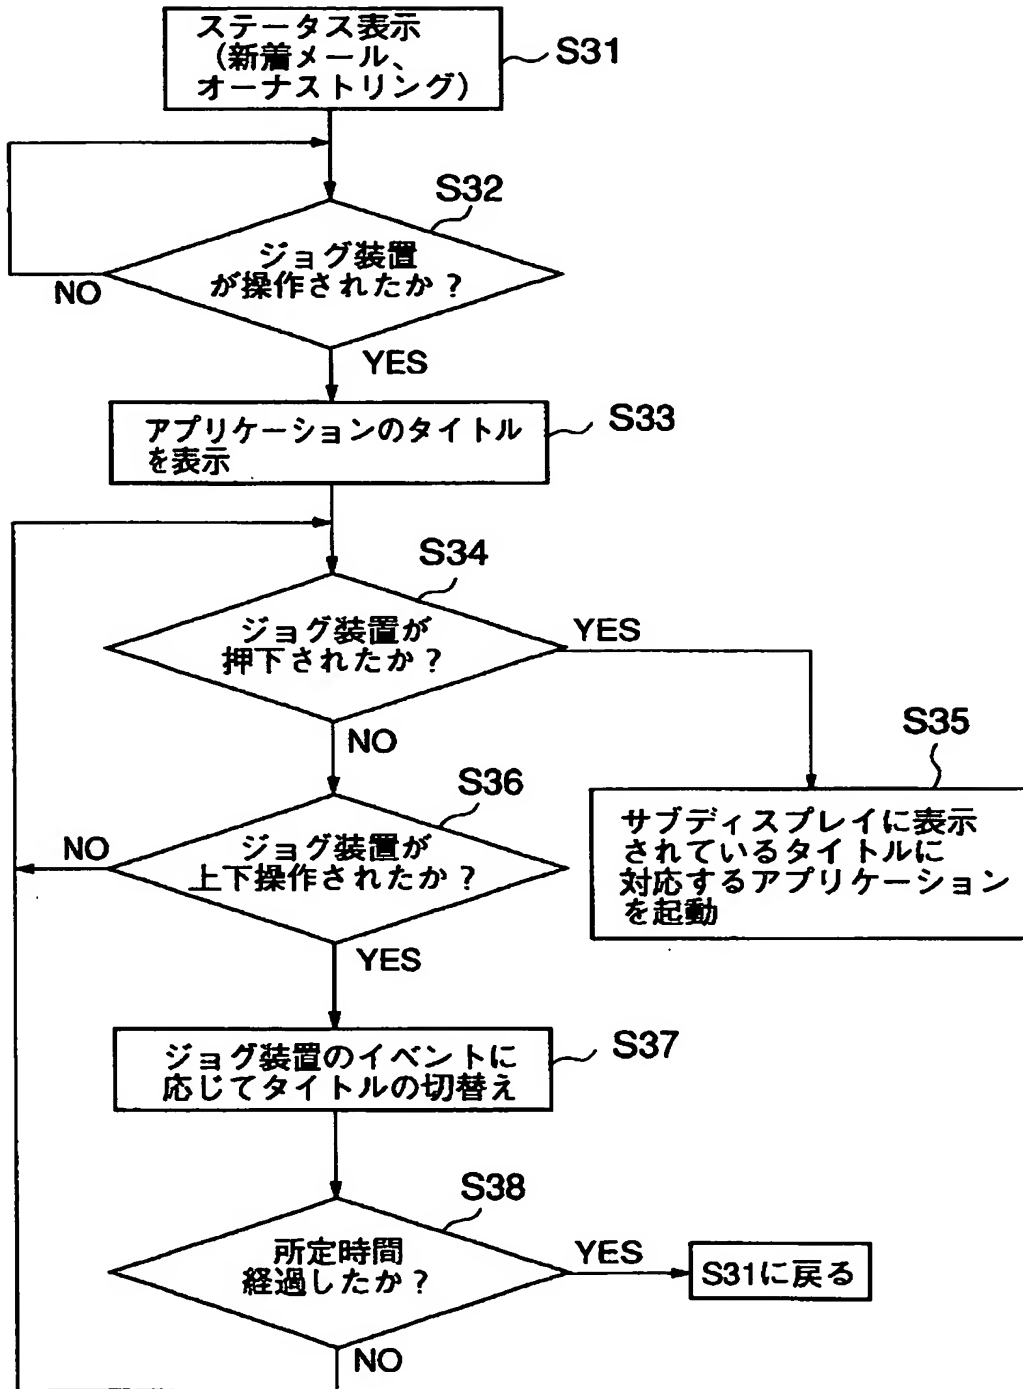 ステータス表示
（新着メール、
オーナストリング）
S31
S32
ジョグ装置
が操作されたか？
NO
YES
アプリケーションのタイトル
を表示
S33
S34
ジョグ装置が
押下されたか？
YES
NO
S35
サブディスプレイに表示
されているタイトルに
対応するアプリケーション
を起動
S36
ジョグ装置が
上下操作されたか？
NO
YES
S37
ジョグ装置のイベントに
応じてタイトルの切替え
S38
所定時間
経過したか？
YES
S31に戻る
NO